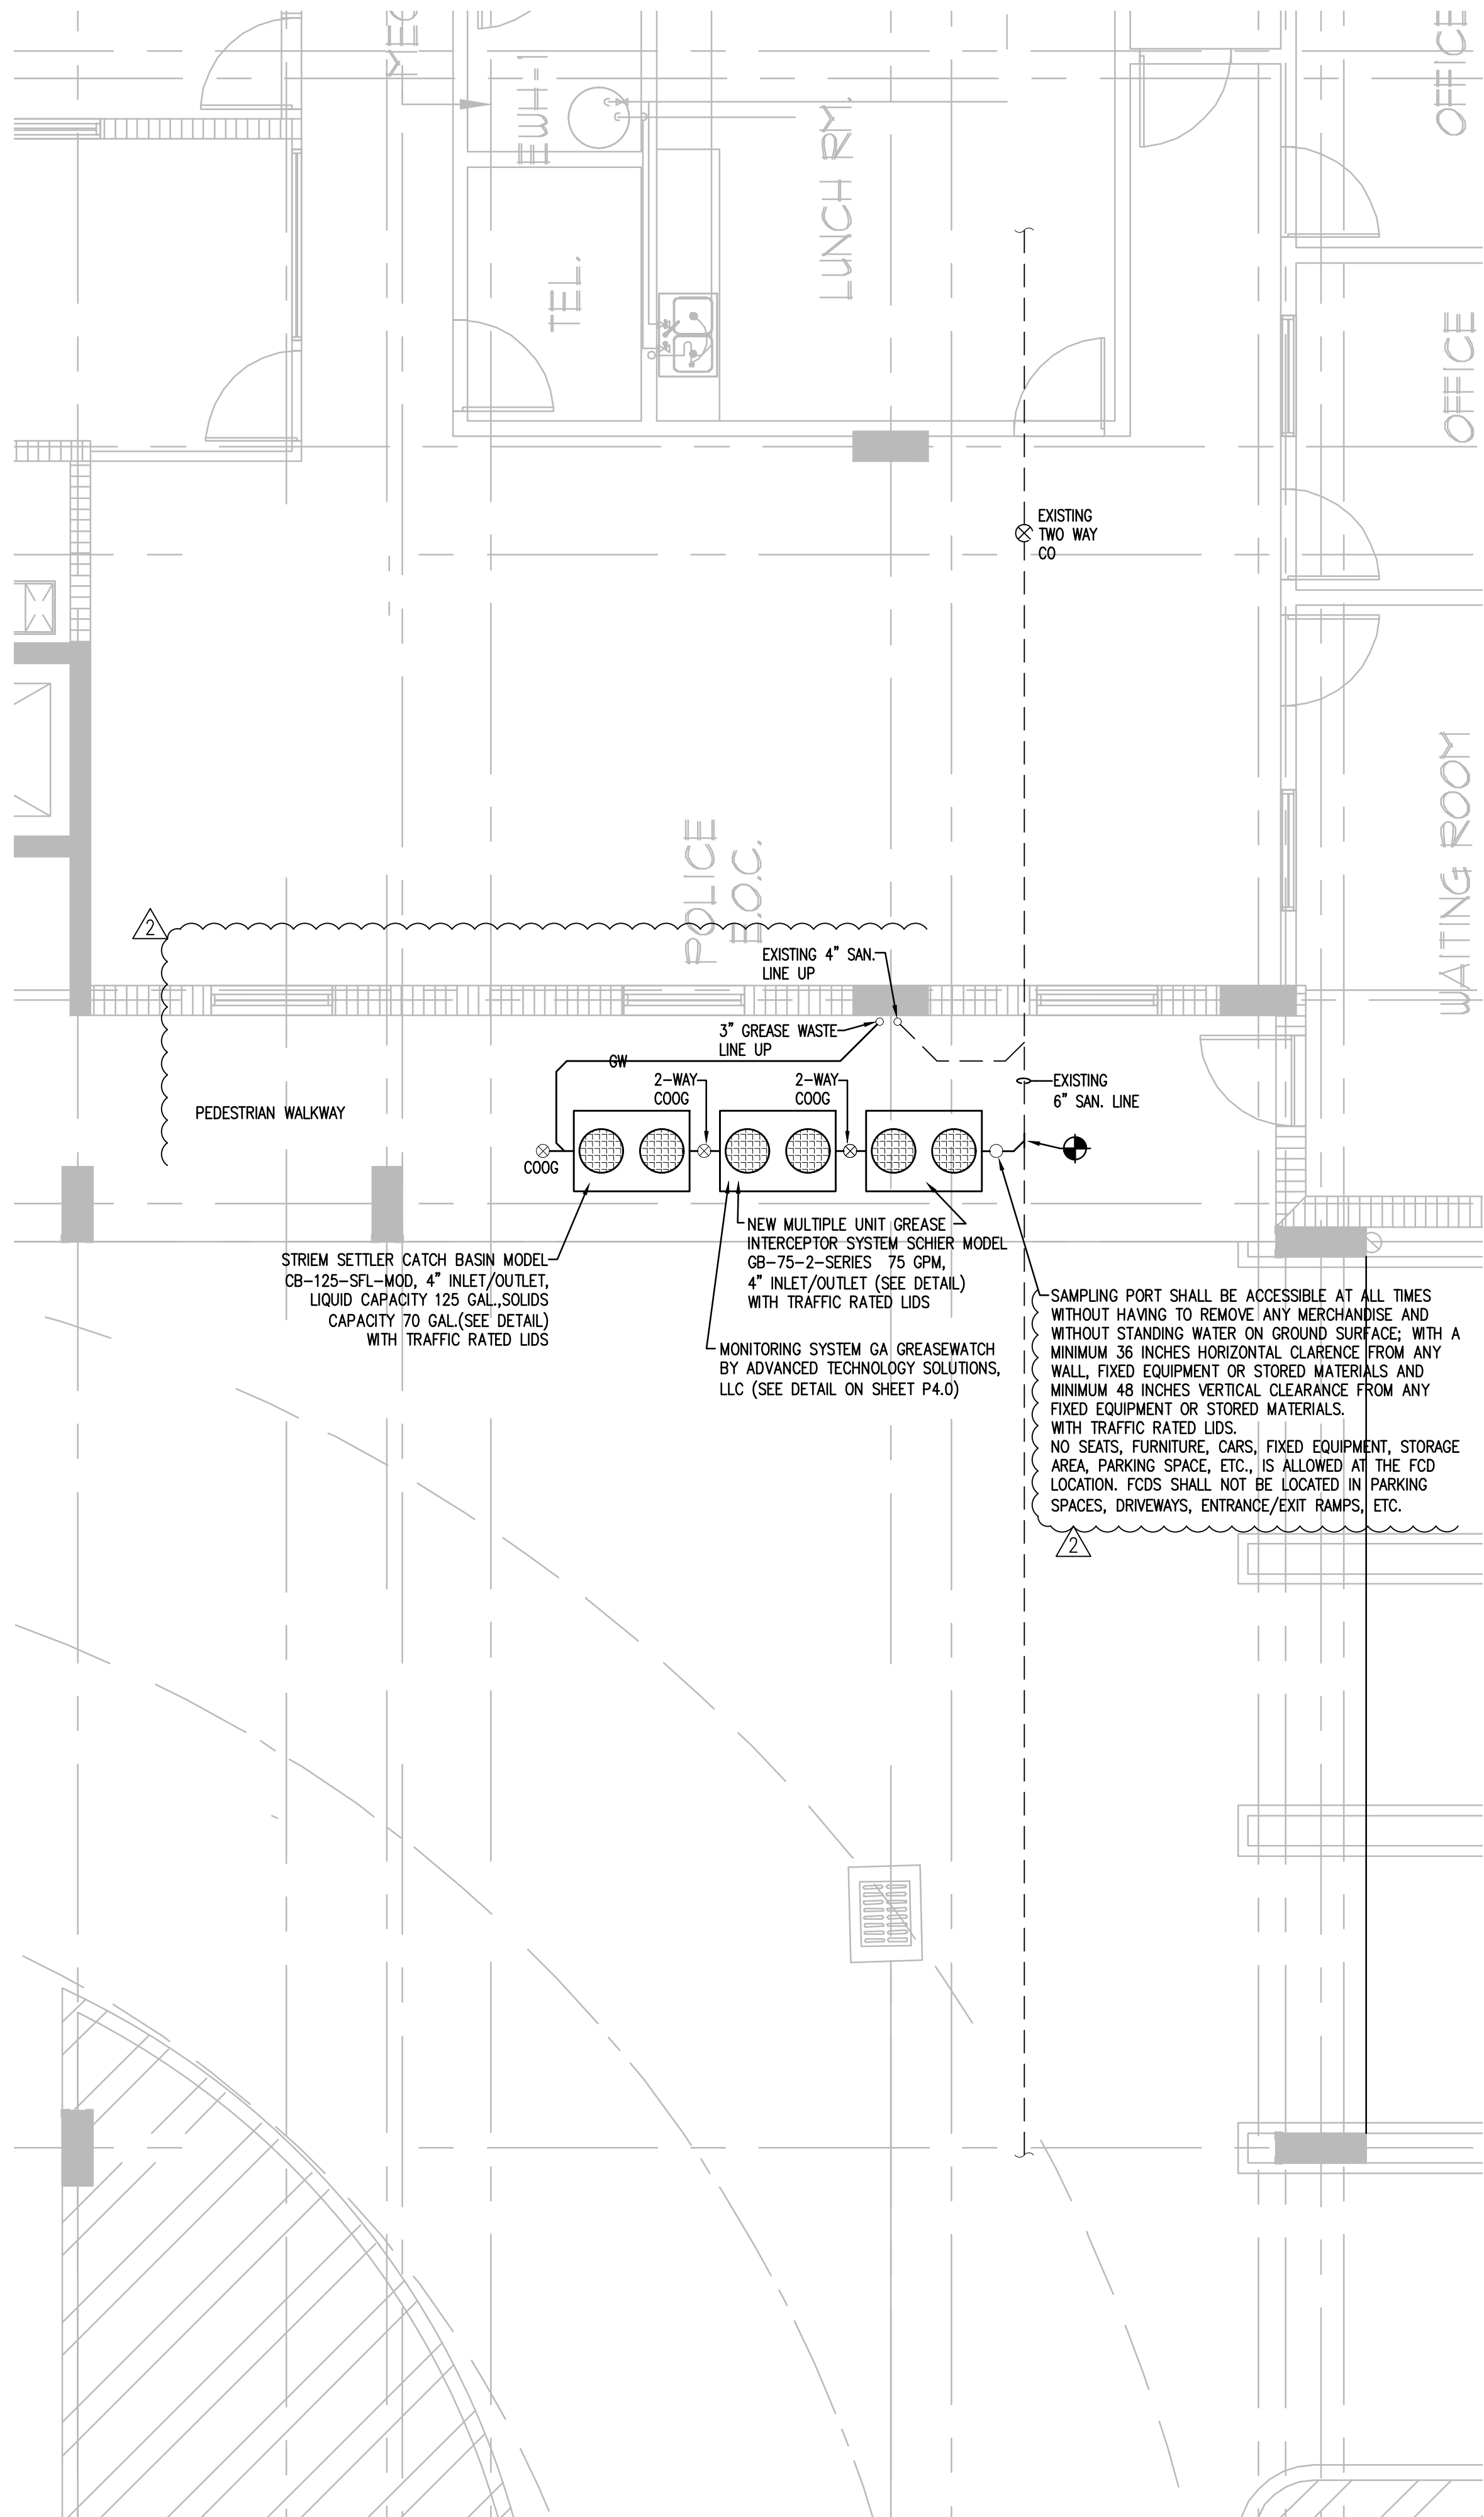 EW-1
TEL.
LUNCH RM.
OFFICE
OFFICE
WAITING ROOM
EXISTING
TWO WAY
CO
POLICE
E.O.C.
2
EXISTING 4" SAN.
LINE UP
3" GREASE WASTE
LINE UP
GW
2-WAY
COOG
2-WAY
COOG
EXISTING
6" SAN. LINE
PEDESTRIAN WALKWAY
COOG
STRIEM SETTLER CATCH BASIN MODEL
CB-125-SFL-MOD, 4" INLET/OUTLET,
LIQUID CAPACITY 125 GAL.,SOLIDS
CAPACITY 70 GAL.(SEE DETAIL)
WITH TRAFFIC RATED LIDS
NEW MULTIPLE UNIT GREASE
INTERCEPTOR SYSTEM SCHIER MODEL
GB-75-2-SERIES 75 GPM,
4" INLET/OUTLET (SEE DETAIL)
WITH TRAFFIC RATED LIDS
MONITORING SYSTEM GA GREASEWATCH
BY ADVANCED TECHNOLOGY SOLUTIONS,
LLC (SEE DETAIL ON SHEET P4.0)
SAMPLING PORT SHALL BE ACCESSIBLE AT ALL TIMES
WITHOUT HAVING TO REMOVE ANY MERCHANDISE AND
WITHOUT STANDING WATER ON GROUND SURFACE; WITH A
MINIMUM 36 INCHES HORIZONTAL CLARENCE FROM ANY
WALL, FIXED EQUIPMENT OR STORED MATERIALS AND
MINIMUM 48 INCHES VERTICAL CLEARANCE FROM ANY
FIXED EQUIPMENT OR STORED MATERIALS.
WITH TRAFFIC RATED LIDS.
NO SEATS, FURNITURE, CARS, FIXED EQUIPMENT, STORAGE
AREA, PARKING SPACE, ETC., IS ALLOWED AT THE FCD
LOCATION. FCDS SHALL NOT BE LOCATED IN PARKING
SPACES, DRIVEWAYS, ENTRANCE/EXIT RAMPS, ETC.
2